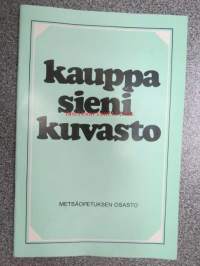 kauppa
sieni
kuvasto
METSÄOPETUKSEN OSASTO